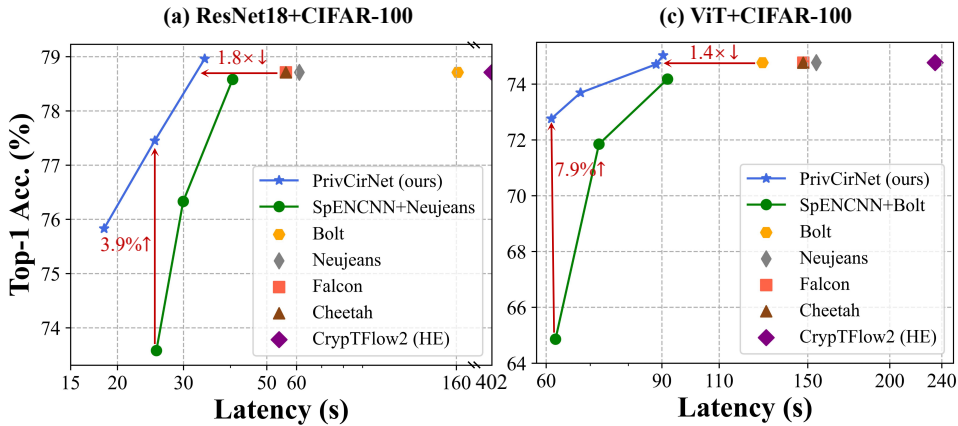 (a) ResNet18+CIFAR-100
Top-1 Acc. (%)
79
78
77
76
75
74
1.8×↓
3.9%↑
PrivCirNet (ours)
SpENCNN+Neujeans
Bolt
Neujeans
Falcon
Cheetah
CrypTFlow2 (HE)
15 20 30 50 60 160 402
Latency (s)
(c) ViT+CIFAR-100
74
72
70
68
66
64
1.4×↓
7.9%↑
PrivCirNet (ours)
SpENCNN+Bolt
Bolt
Neujeans
Falcon
Cheetah
CrypTFlow2 (HE)
60 90 110 150 200 240
Latency (s)